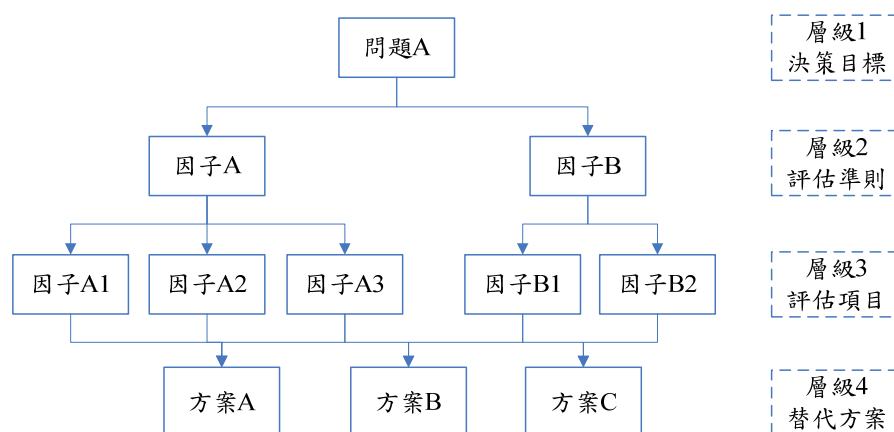 問題A
層級1
決策目標
因子A
因子B
層級2
評估準則
因子A1
因子A2
因子A3
因子B1
因子B2
層級3
評估項目
方案A
方案B
方案C
層級4
替代方案